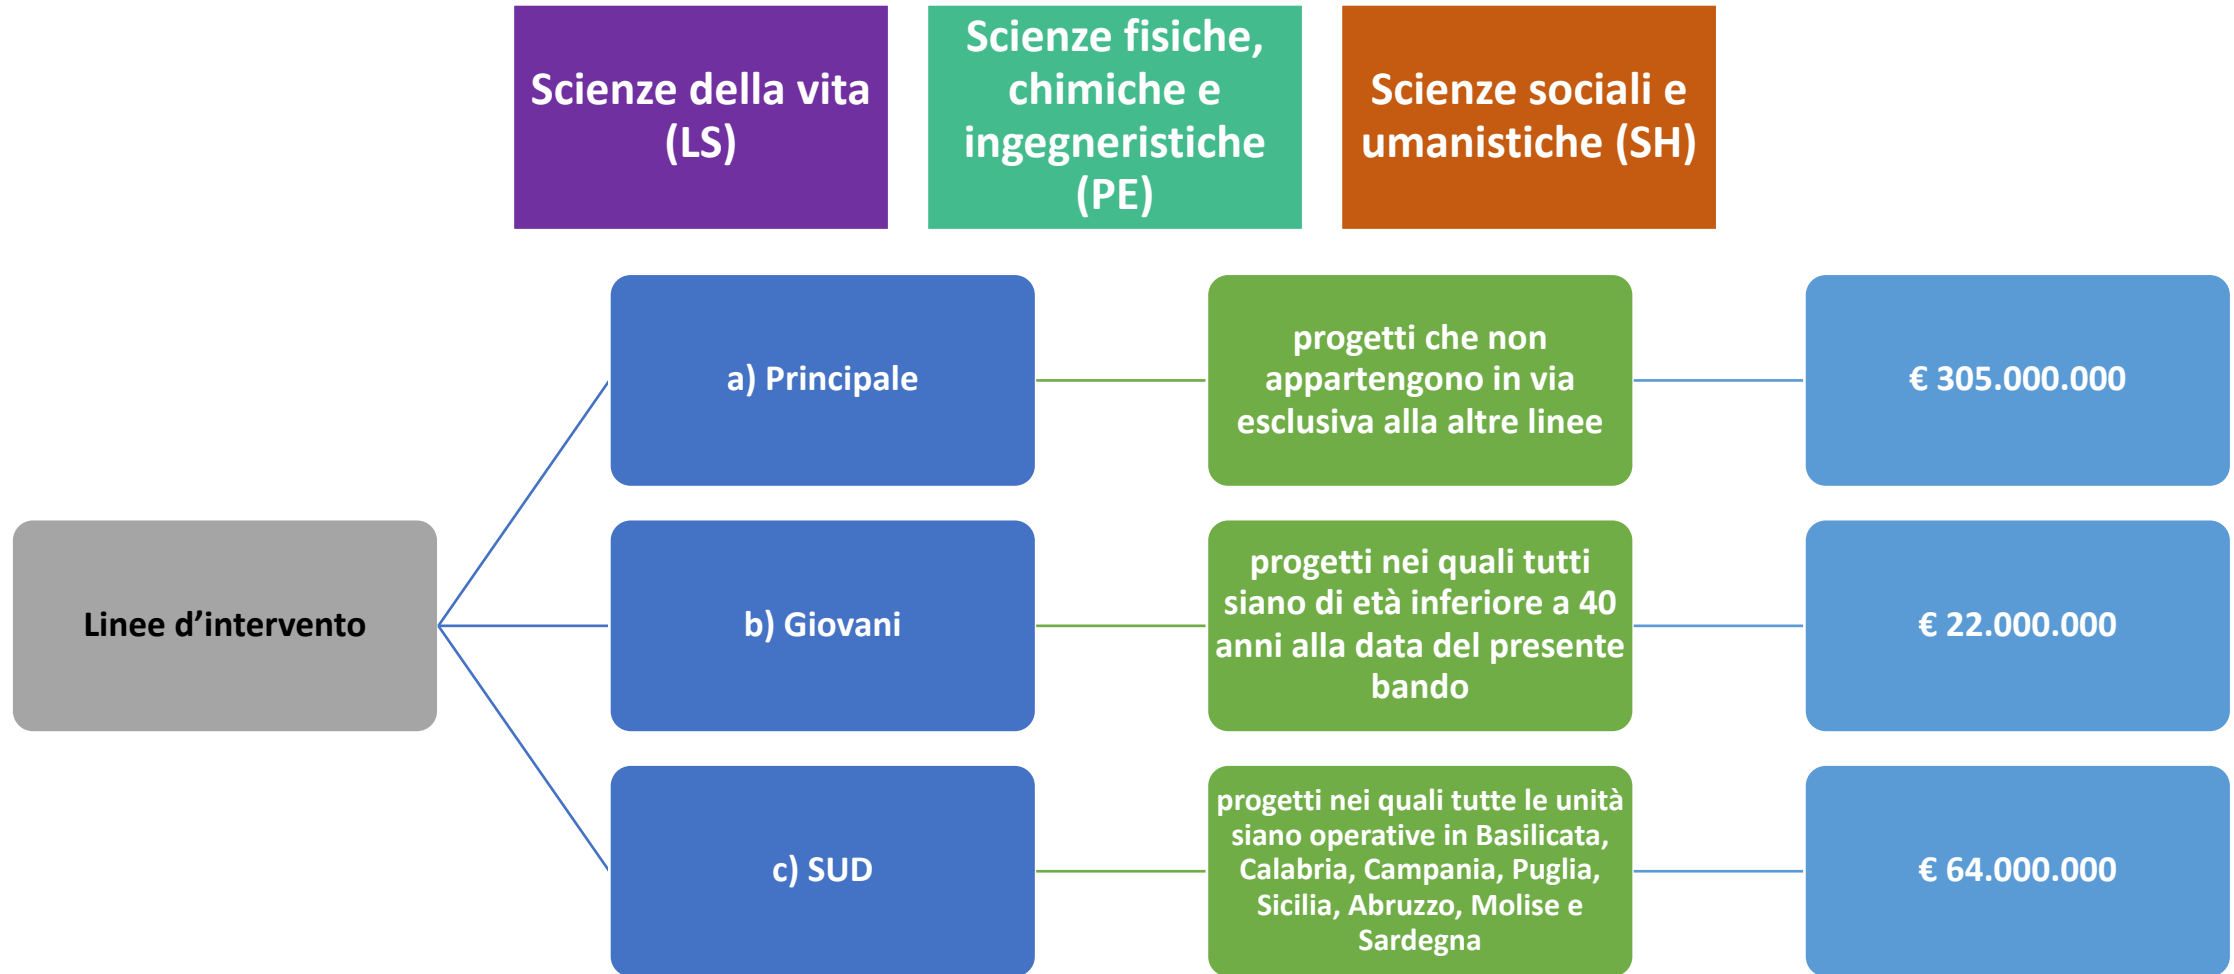 Scienze della vita
(LS)
Scienze fisiche,
chimiche e
ingegneristiche
(PE)
Scienze sociali e
umanistiche (SH)
Linee d’intervento
a) Principale
progetti che non
appartengono in via
esclusiva alla altre linee
€ 305.000.000
b) Giovani
progetti nei quali tutti
siano di età inferiore a 40
anni alla data del presente
bando
€ 22.000.000
c) SUD
progetti nei quali tutte le unità
siano operative in Basilicata,
Calabria, Campania, Puglia,
Sicilia, Abruzzo, Molise e
Sardegna
€ 64.000.000